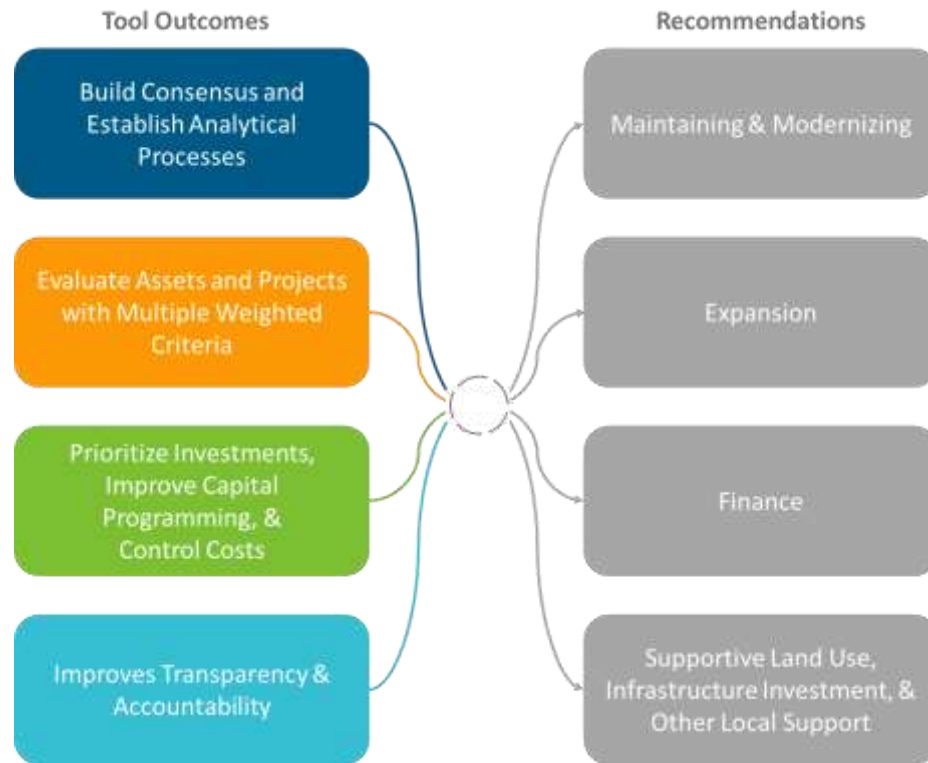 Tool Outcomes
Recommendations
Build Consensus and
Establish Analytical
Processes
Maintaining & Modernizing
Evaluate Assets and Projects
with Multiple Weighted
Criteria
Expansion
Prioritize Investments,
Improve Capital
Programming, &
Control Costs
Finance
Improves Transparency &
Accountability
Supportive Land Use,
Infrastructure Investment, &
Other Local Support